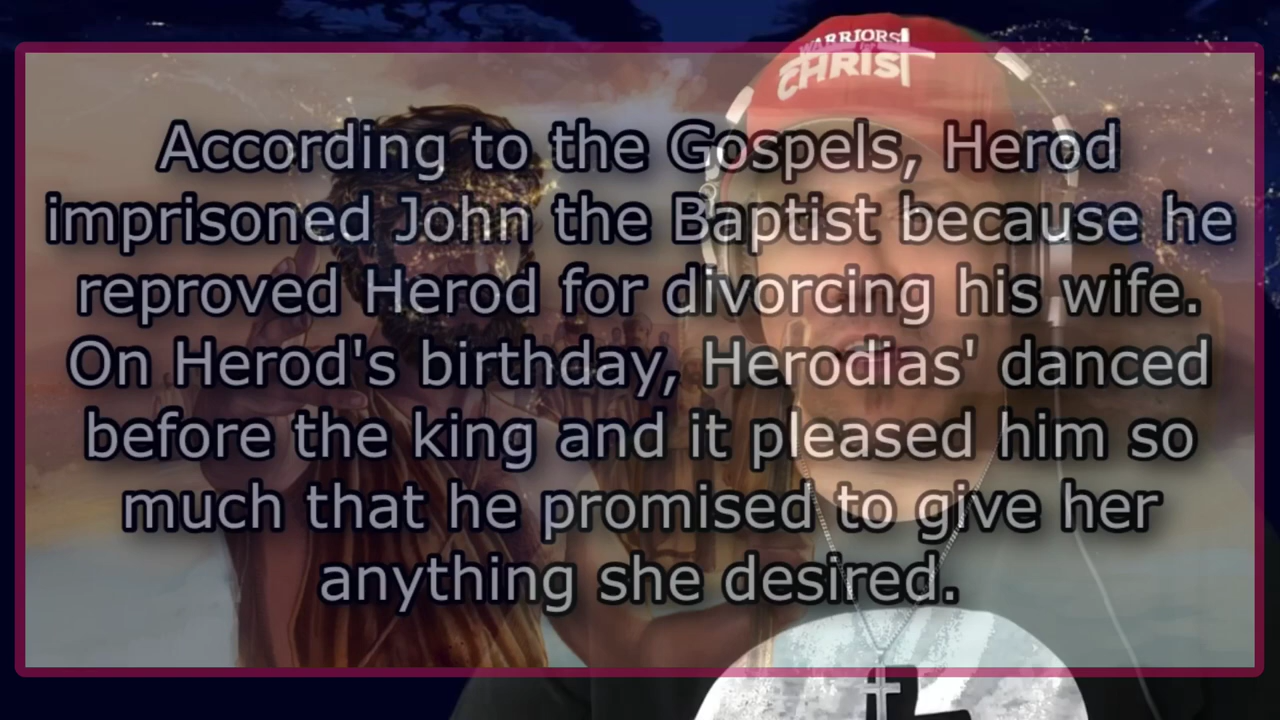 WARRIORS
CHRIST
According to the Gospels, Herod
imprisoned John the Baptist because he
reproved Herod for divorcing his wife.
On Herod's birthday, Herodias' danced
before the king and it pleased him so
much that he promised to give her
anything she desired.